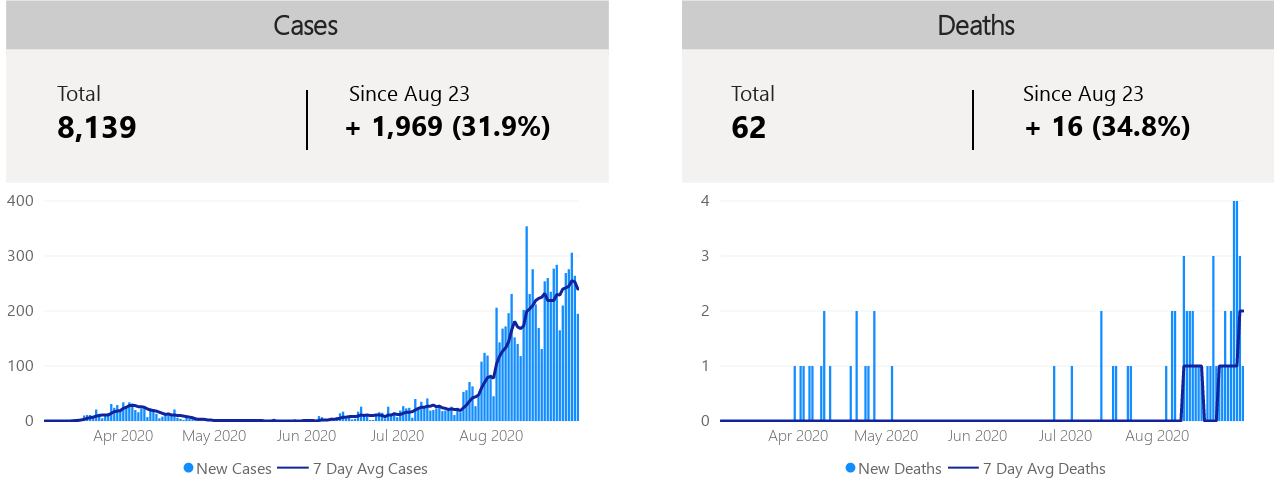 Cases
Total
8,139
Since Aug 23
+ 1,969 (31.9%)
400
300
200
100
0
Apr 2020 May 2020 Jun 2020 Jul 2020 Aug 2020
New Cases 7 Day Avg Cases
Deaths
Total
62
Since Aug 23
+ 16 (34.8%)
4
3
2
1
0
Apr 2020 May 2020 Jun 2020 Jul 2020 Aug 2020
New Deaths 7 Day Avg Deaths